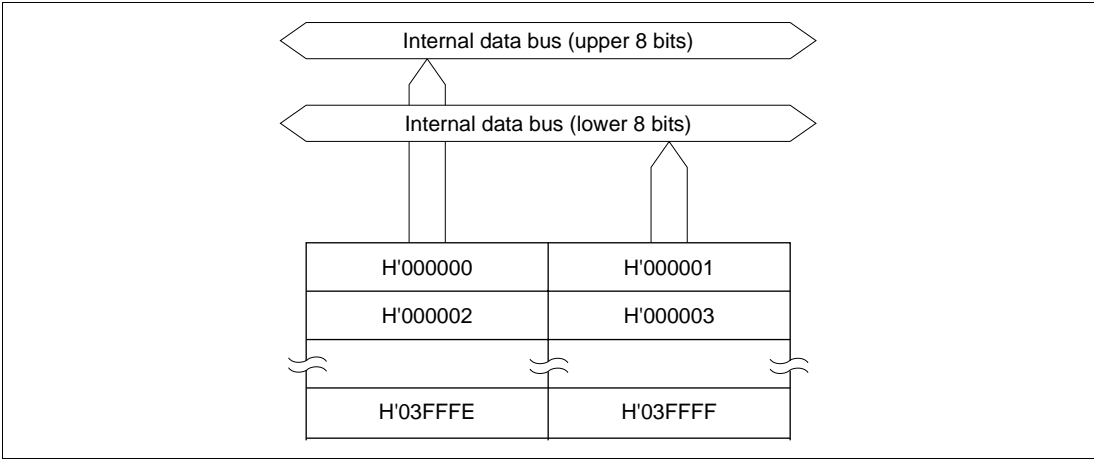 Internal data bus (upper 8 bits)
Internal data bus (lower 8 bits)
H'000000 H'000001
H'000002 H'000003
H'03FFFE H'03FFFF